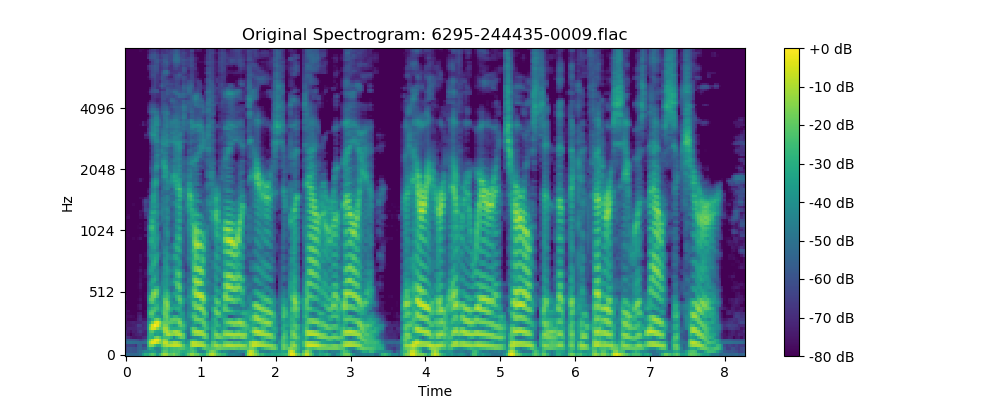 Original Spectrogram: 6295-244435-0009.flac
Hz
4096
2048
1024
512
0
0 1 2 3 4 5 6 7 8
Time
+0 dB
-10 dB
-20 dB
-30 dB
-40 dB
-50 dB
-60 dB
-70 dB
-80 dB